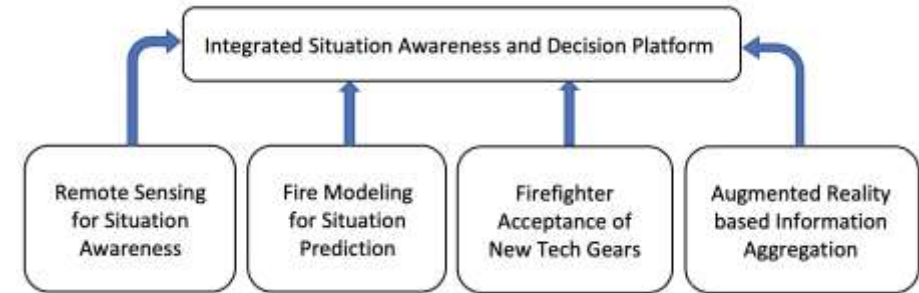 Integrated Situation Awareness and Decision Platform
Remote Sensing
for Situation
Awareness
Fire Modeling
for Situation
Prediction
Firefighter
Acceptance of
New Tech Gears
Augmented Reality
based Information
Aggregation